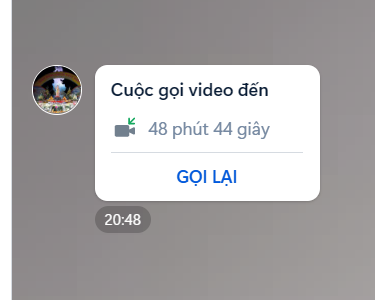 Cuộc gọi video đến
48 phút 44 giây
GỌI LẠI
20:48